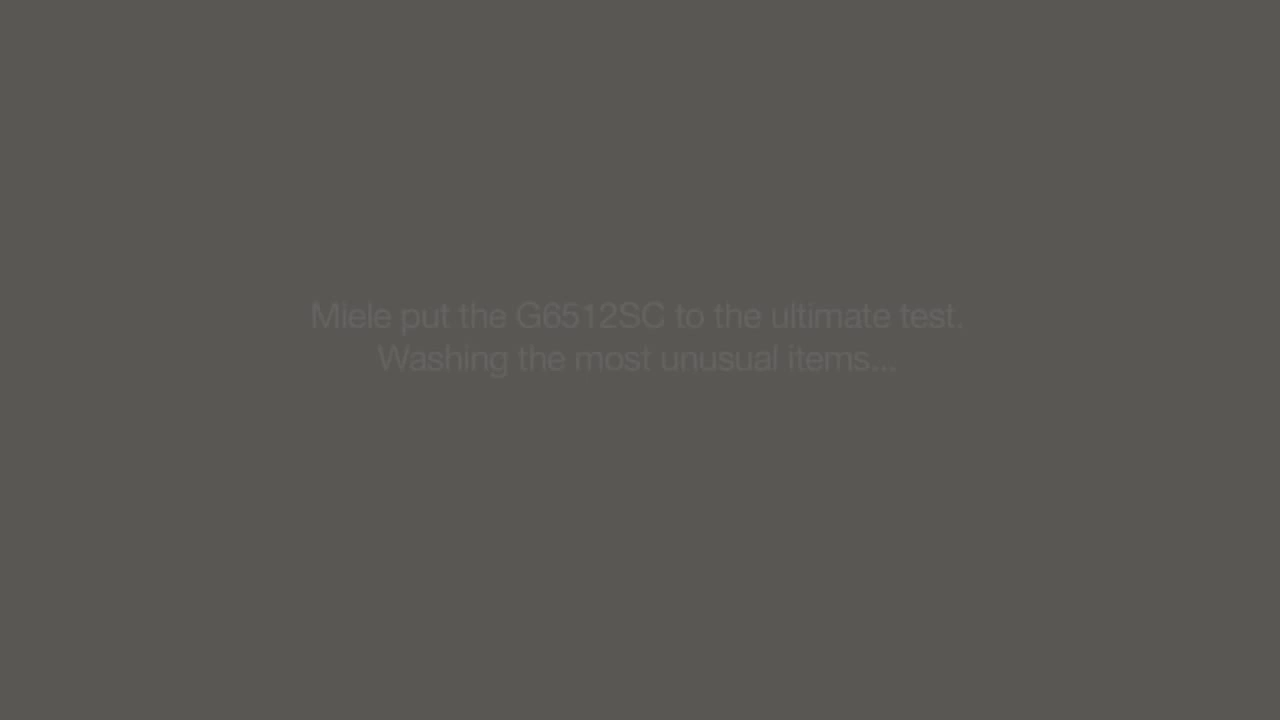 Miele put the G6512SC to the ultimate test.
Washing the most unusual items...